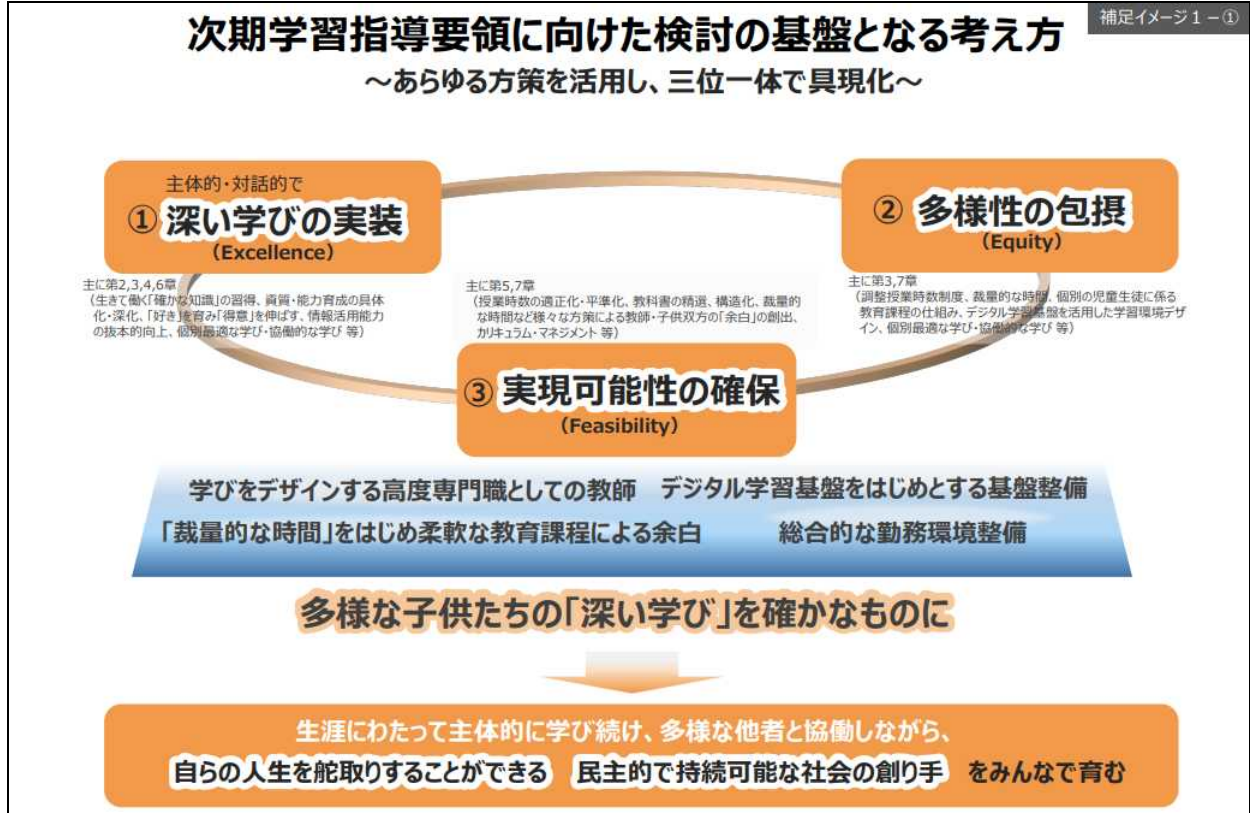 補足イメージ1-①
次期学習指導要領に向けた検討の基盤となる考え方
～あらゆる方策を活用し、三位一体で具現化～
主体的・対話的で
① 深い学びの実装
（Excellence）
主に第2,3,4,6章
（生きて働く「確かな知識」の習得、資質・能力育成の具体
化・深化、「好き」を育み「得意」を伸ばす、情報活用能力
の抜本的向上、個別最適な学び・協働的な学び 等）
② 多様性の包摂
（Equity）
主に第3,7章
（調整授業時数制度、裁量的な時間、個別の児童生徒に係る
教育課程の仕組み、デジタル学習基盤を活用した学習環境デザ
イン、個別最適な学び・協働的な学び 等）
主に第5,7章
（授業時数の適正化・平準化、教科書の精選、構造化、裁量的
な時間など様々な方策による教師・子供双方の「余白」の創出、
カリキュラム・マネジメント 等）
③ 実現可能性の確保
（Feasibility）
学びをデザインする高度専門職としての教師 デジタル学習基盤をはじめとする基盤整備
「裁量的な時間」をはじめ柔軟な教育課程による余白 総合的な勤務環境整備
多様な子供たちの「深い学び」を確かなものに
生涯にわたって主体的に学び続け、多様な他者と協働しながら、
自らの人生を舵取りすることができる 民主的で持続可能な社会の創り手 をみんなで育む